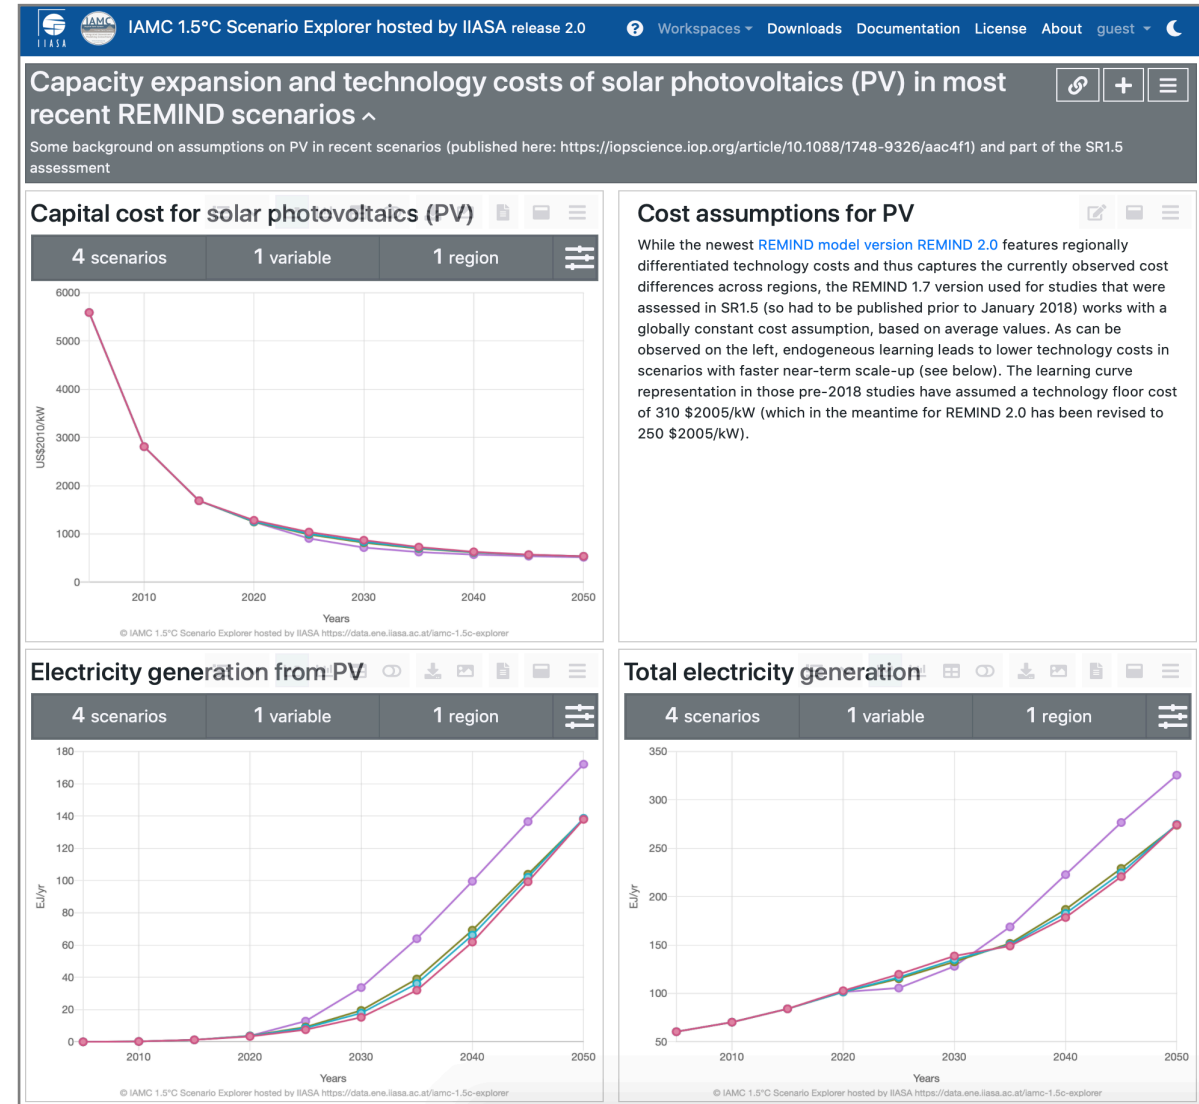 IIASA
IAMC
IAMC 1.5°C Scenario Explorer hosted by IIASA release 2.0
? Workspaces Downloads Documentation License About guest
Capacity expansion and technology costs of solar photovoltaics (PV) in most
recent REMIND scenarios
Some background on assumptions on PV in recent scenarios (published here: https://iopscience.iop.org/article/10.1088/1748-9326/aac4f1) and part of the SR1.5
assessment
Capital cost for solar photovoltaics (PV)
4 scenarios 1 variable 1 region
6000
5000
4000
3000
2000
1000
0
US$2010/kW
2010 2020 2030 2040 2050
Years
© IAMC 1.5°C Scenario Explorer hosted by IIASA https://data.ene.iiasa.ac.at/iamc-1.5c-explorer
Cost assumptions for PV
While the newest REMIND model version REMIND 2.0 features regionally
differentiated technology costs and thus captures the currently observed cost
differences across regions, the REMIND 1.7 version used for studies that were
assessed in SR1.5 (so had to be published prior to January 2018) works with a
globally constant cost assumption, based on average values. As can be
observed on the left, endogeneous learning leads to lower technology costs in
scenarios with faster near-term scale-up (see below). The learning curve
representation in those pre-2018 studies have assumed a technology floor cost
of 310 $2005/kW (which in the meantime for REMIND 2.0 has been revised to
250 $2005/kW).
Electricity generation from PV
4 scenarios 1 variable 1 region
180
160
140
120
100
80
60
40
20
0
EJ/yr
2010 2020 2030 2040 2050
Years
© IAMC 1.5°C Scenario Explorer hosted by IIASA https://data.ene.iiasa.ac.at/iamc-1.5c-explorer
Total electricity generation
4 scenarios 1 variable 1 region
350
300
250
200
150
100
50
EJ/yr
2010 2020 2030 2040 2050
Years
© IAMC 1.5°C Scenario Explorer hosted by IIASA https://data.ene.iiasa.ac.at/iamc-1.5c-explorer